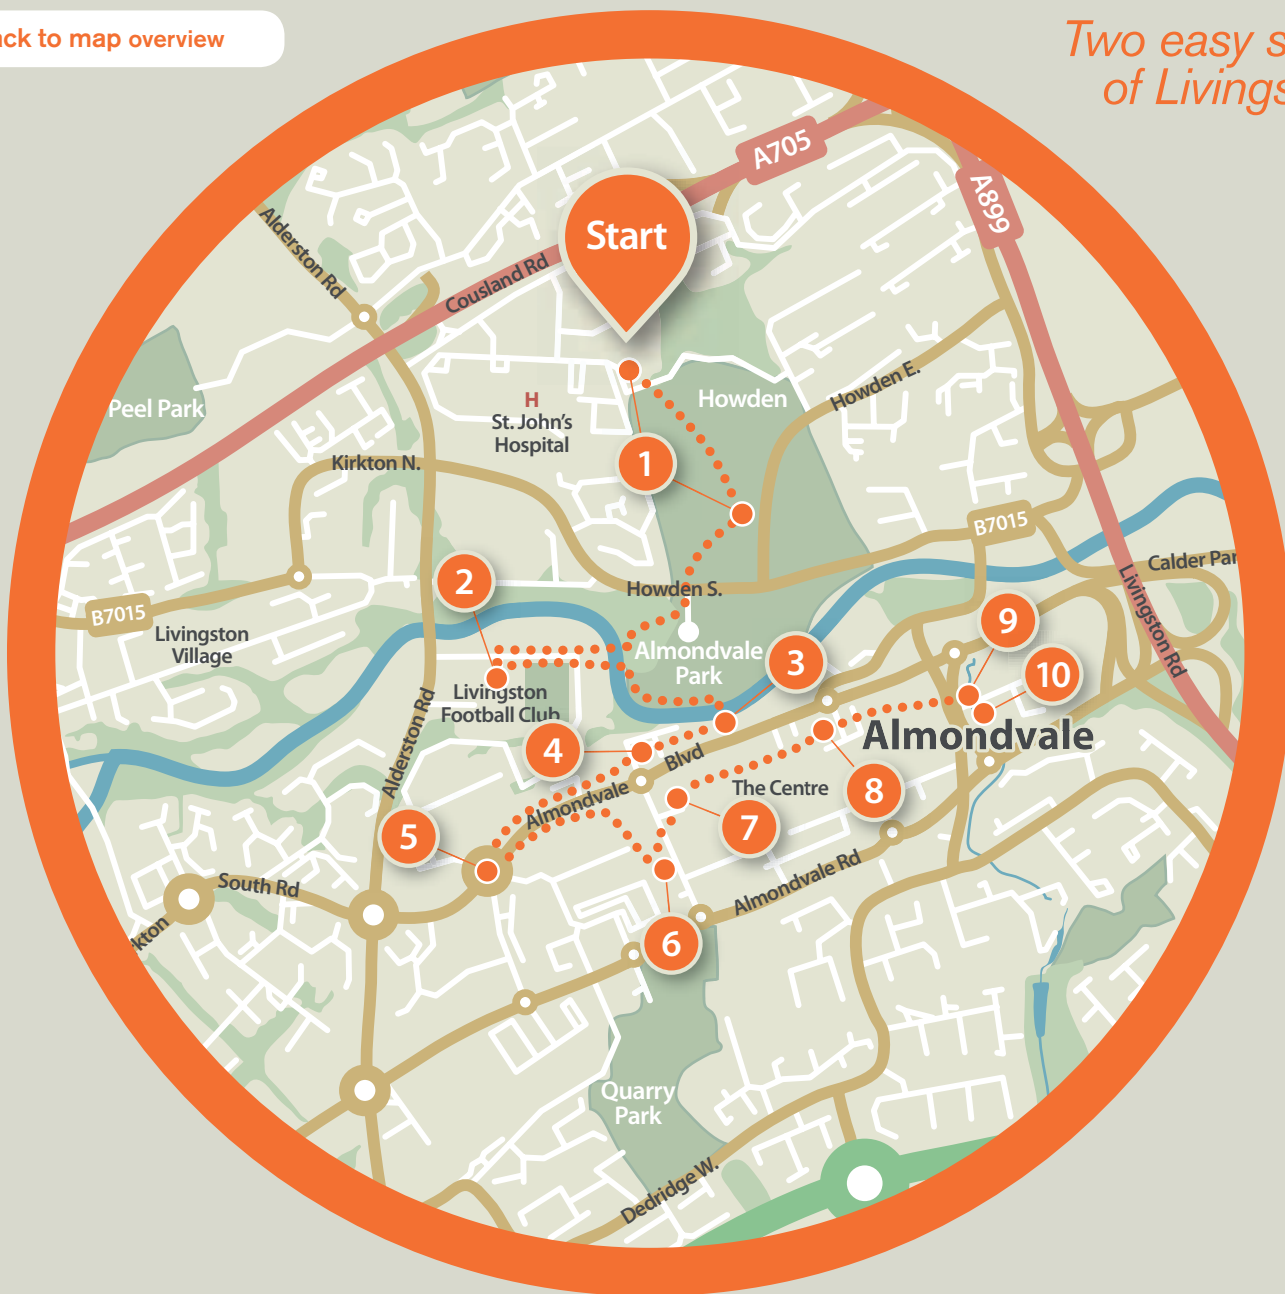 ck to map overview
Two easy s
of Livings
A705
A899
Start
Alderston Rd
Cousland Rd
Peel Park
H
St. John's
Hospital
Howden
Howden E.
Kirkton N.
1
B7015
2
Howden S.
Calder Par
B7015
Livingston
Village
Livingston Rd
9
Almondvale
Park
3
10
Livingston
Football Club
Alderston Rd
4
Blvd
Almondvale
The Centre
8
Almondvale
7
5
South Rd
Almondvale Rd
kton
6
Quarry
Park
Dedridge W.